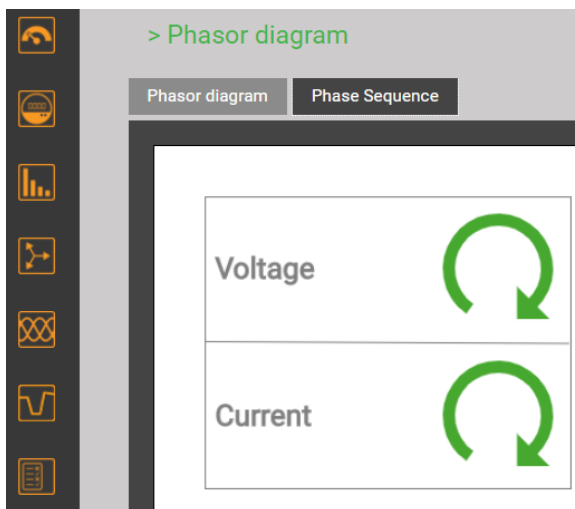 > Phasor diagram
Phasor diagram Phase Sequence
Voltage
Current